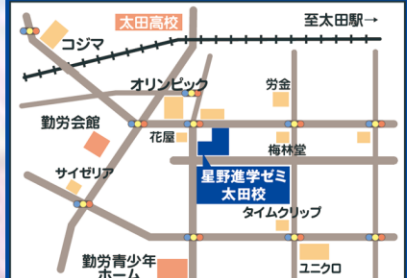 太田高校
至太田駅→
コジマ
オリンピック
労金
勤労会館
花屋
梅林堂
サイゼリア
星野進学ゼミ
太田校
タイムクリップ
勤労青少年
ホーム
ユニクロ